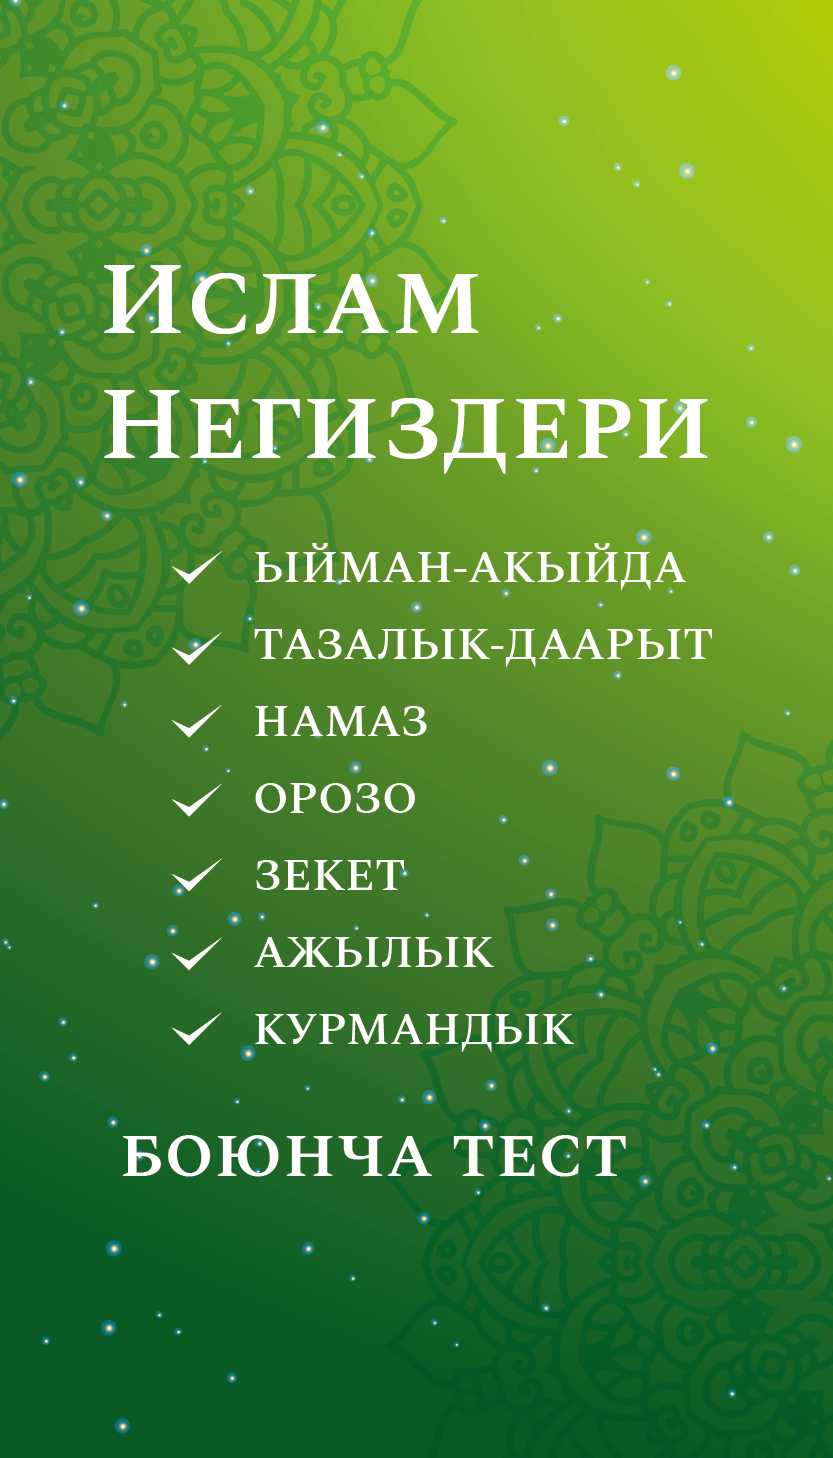 Ислам
Негиздери
ЫЙМАН-АКЫЙДА
ТАЗАЛЫК-ДААРЫТ
НАМАЗ
ОРОЗО
ЗЕКЕТ
АЖЫЛЫК
КУРМАНДЫК
БОЮНЧА ТЕСТ